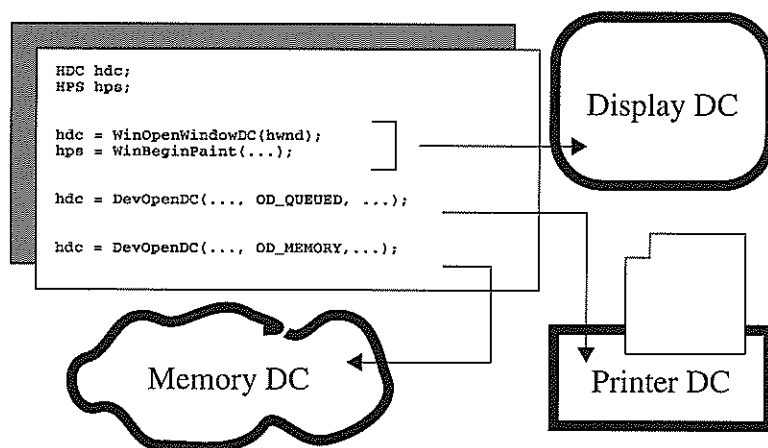 HDC hdc;
HPS hps;
hdc = WinOpenWindowDC(hwnd);
hps = WinBeginPaint(...);
hdc = DevOpenDC(..., OD_QUEUED, ...);
hdc = DevOpenDC(..., OD_MEMORY,...);
Display DC
Memory DC
Printer DC